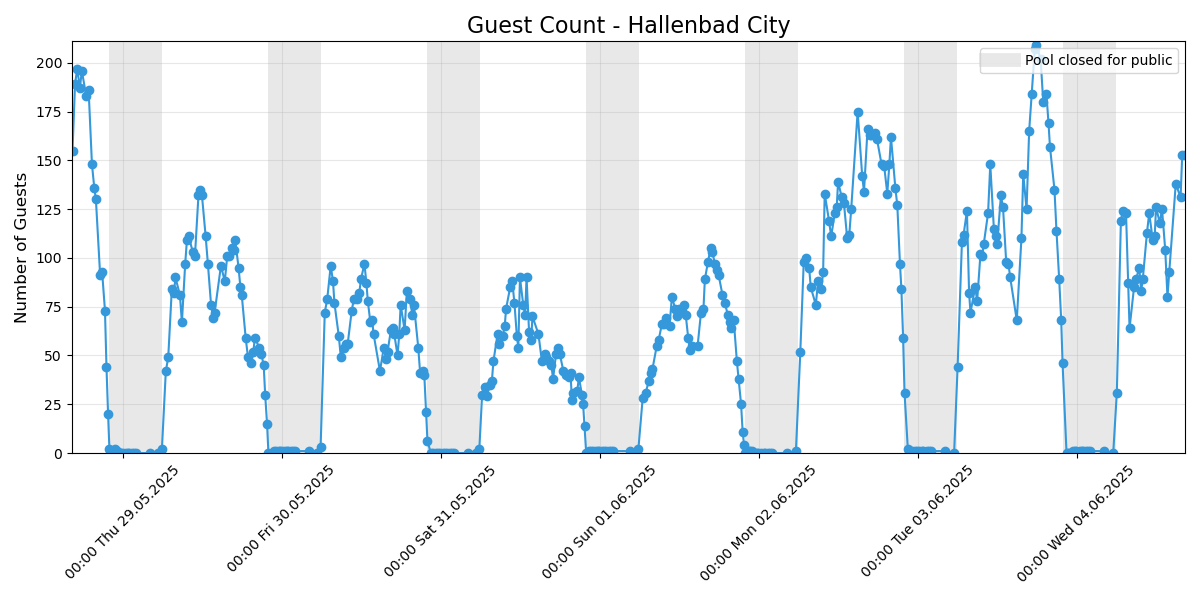 Guest Count - Hallenbad City
Pool closed for public
Number of Guests
200
175
150
125
100
75
50
25
0
00:00 Thu 29.05.2025
00:00 Fri 30.05.2025
00:00 Sat 31.05.2025
00:00 Sun 01.06.2025
00:00 Mon 02.06.2025
00:00 Tue 03.06.2025
00:00 Wed 04.06.2025